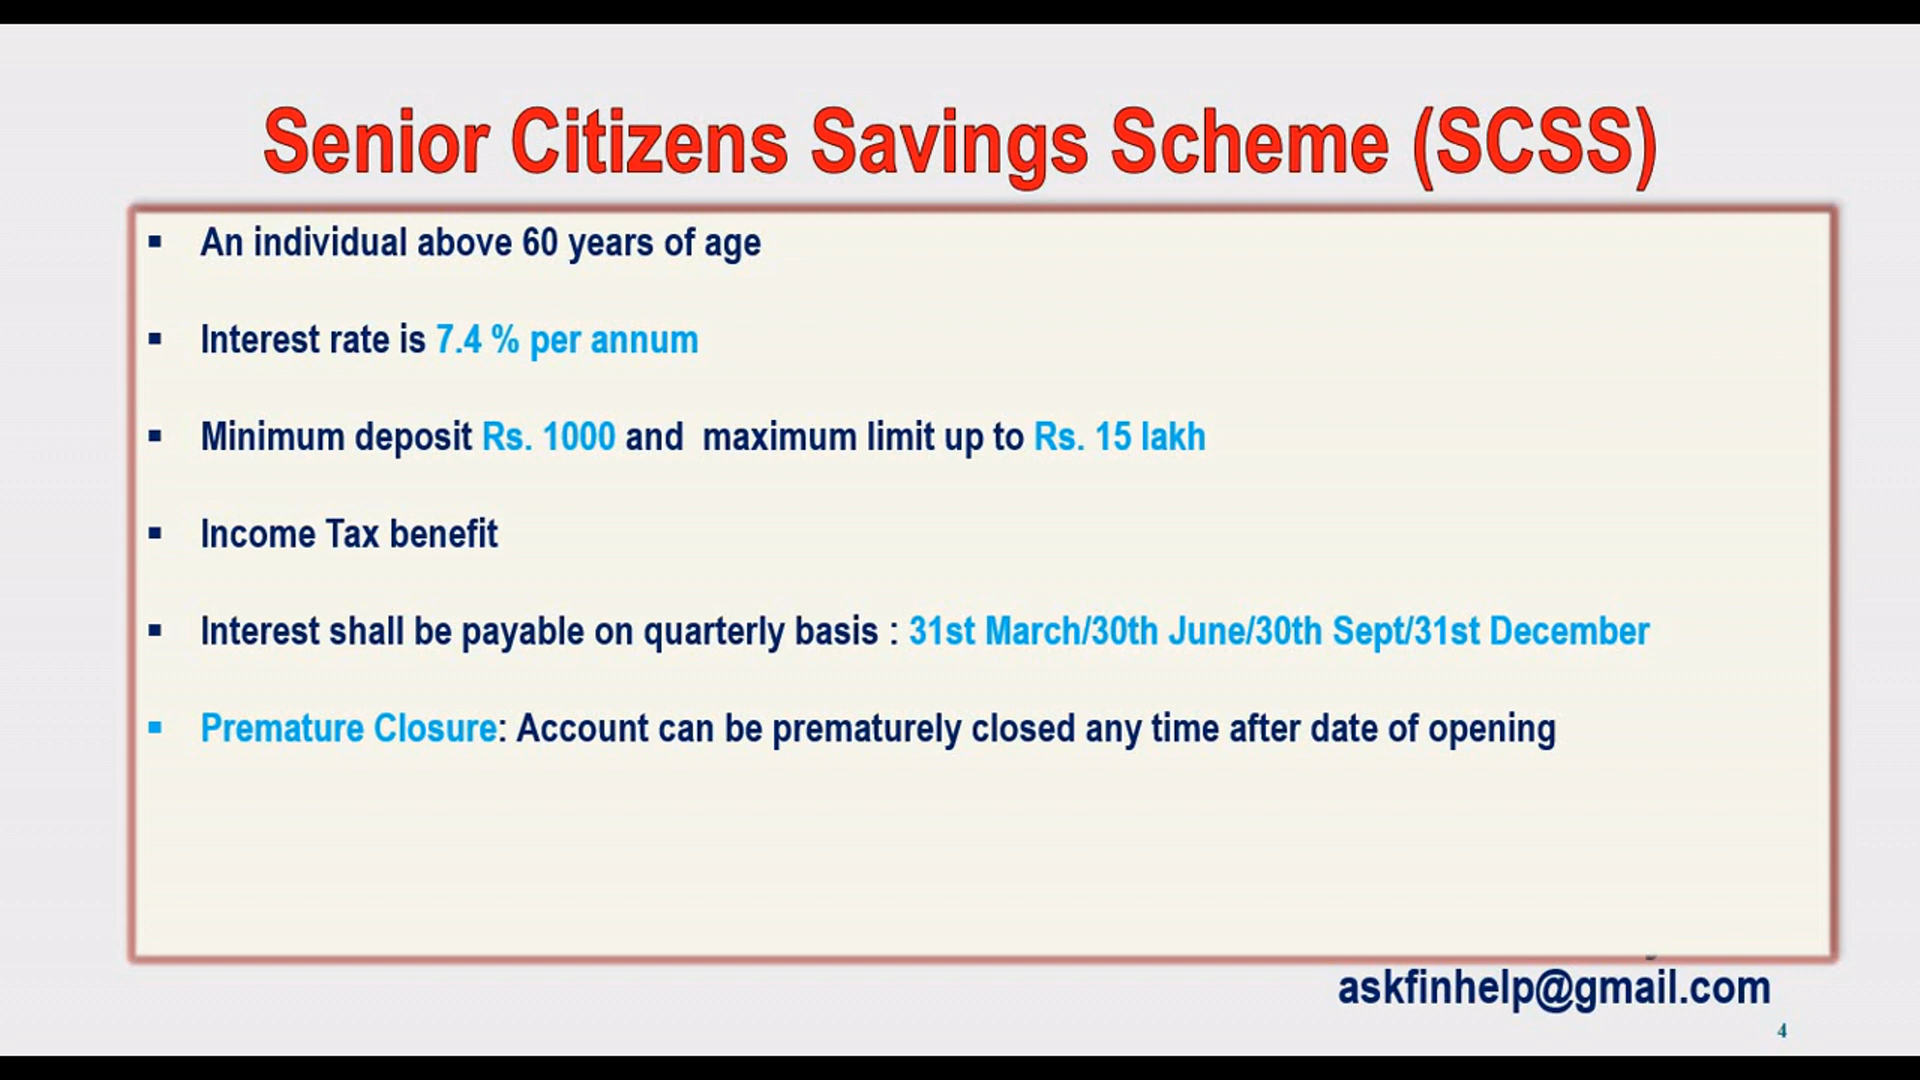 Senior Citizens Savings Scheme (SCSS)
▪ An individual above 60 years of age
▪ Interest rate is 7.4 % per annum
▪ Minimum deposit Rs. 1000 and  maximum limit up to Rs. 15 lakh
▪ Income Tax benefit
▪ Interest shall be payable on quarterly basis : 31st March/30th June/30th Sept/31st December
▪ Premature Closure: Account can be prematurely closed any time after date of opening
askfinhelp@gmail.com
4